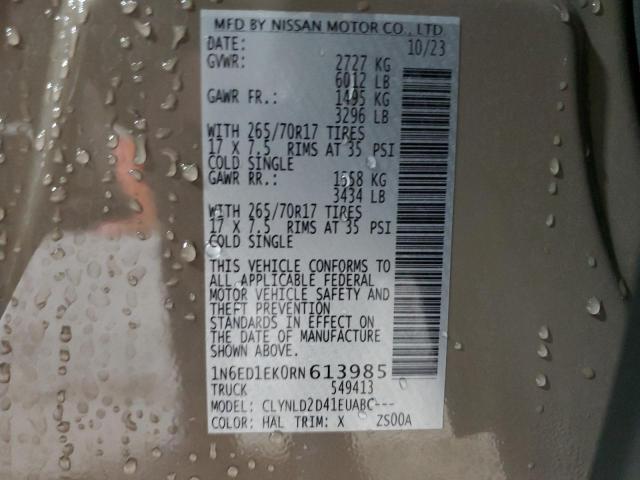 MFD BY NISSAN MOTOR CO., LTD
DATE: 10/23
GVWR: 2727 KG
6012 LB
GAWR FR.: 1495 KG
3296 LB
WITH 265/70R17 TIRES
17 X 7.5 RIMS AT 35 PSI
COLD SINGLE
GAWR RR.: 1558 KG
3434 LB
WITH 265/70R17 TIRES
17 X 7.5 RIMS AT 35 PSI
COLD SINGLE
THIS VEHICLE CONFORMS TO
ALL APPLICABLE FEDERAL
MOTOR VEHICLE SAFETY AND
THEFT PREVENTION
STANDARDS IN EFFECT ON
THE DATE OF MANUFACTURE
SHOWN ABOVE.
1N6ED1EK0RN613985
TRUCK 549413
MODEL: CLYNLD2D41EUABC---
COLOR: HAL TRIM: X ZS00A